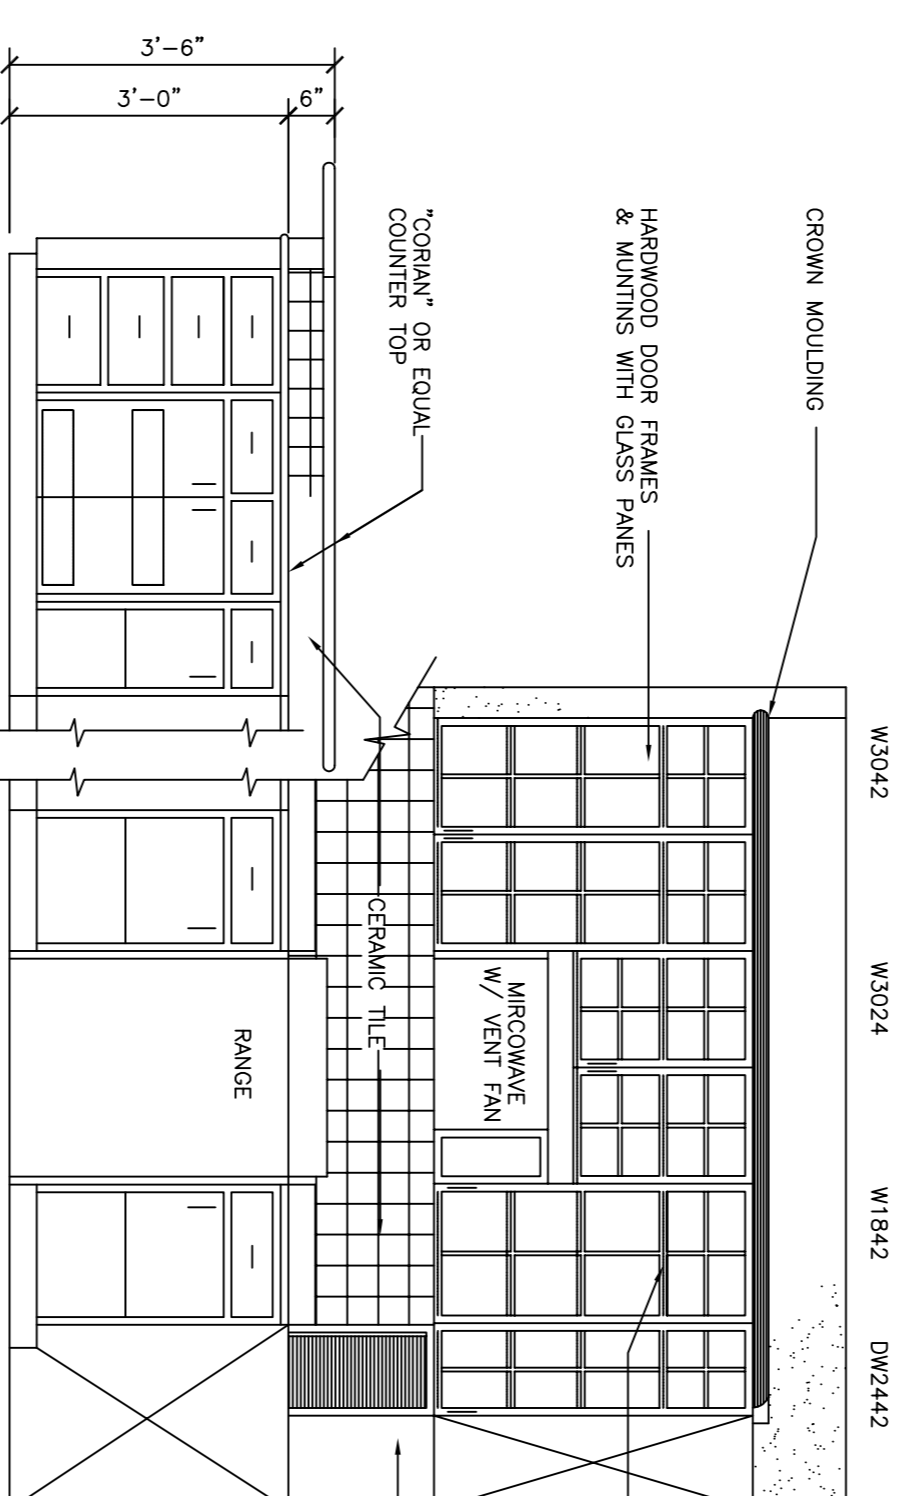 3'-6"
3'-0"
6"
W3042
W3024
W1842
DW2442
CROWN MOULDING
HARDWOOD DOOR FRAMES
& MUNTINS WITH GLASS PANES
"CORIAN" OR EQUAL
COUNTER TOP
MIRCOWAVE
W/ VENT FAN
CERAMIC TILE
RANGE